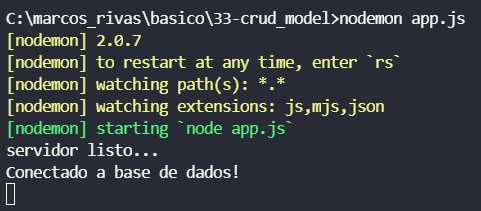 C:\marcos_rivas\basico\33-crud_model>nodemon app.js
[nodemon] 2.0.7
[nodemon] to restart at any time, enter `rs`
[nodemon] watching path(s): *.*
[nodemon] watching extensions: js,mjs,json
[nodemon] starting `node app.js`
servidor listo...
Conectado a base de dados!